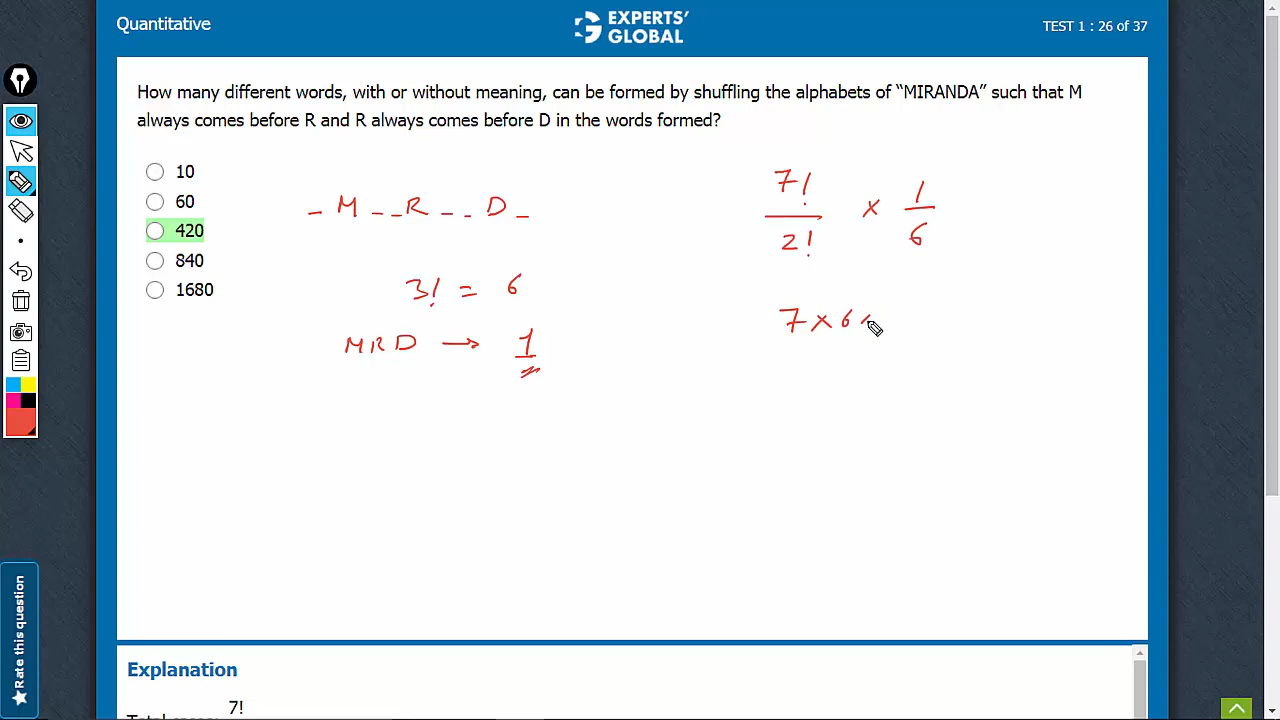 Quantitative
EXPERTS'
GLOBAL
TEST 1 : 26 of 37
How many different words, with or without meaning, can be formed by shuffling the alphabets of “MIRANDA” such that M
always comes before R and R always comes before D in the words formed?
10
60
420
840
1680
_ M _ _ R _ _ D _
3! = 6
M R D → 1
7!
2!
× 1
6
7 × 6
Rate this question
Explanation
7!